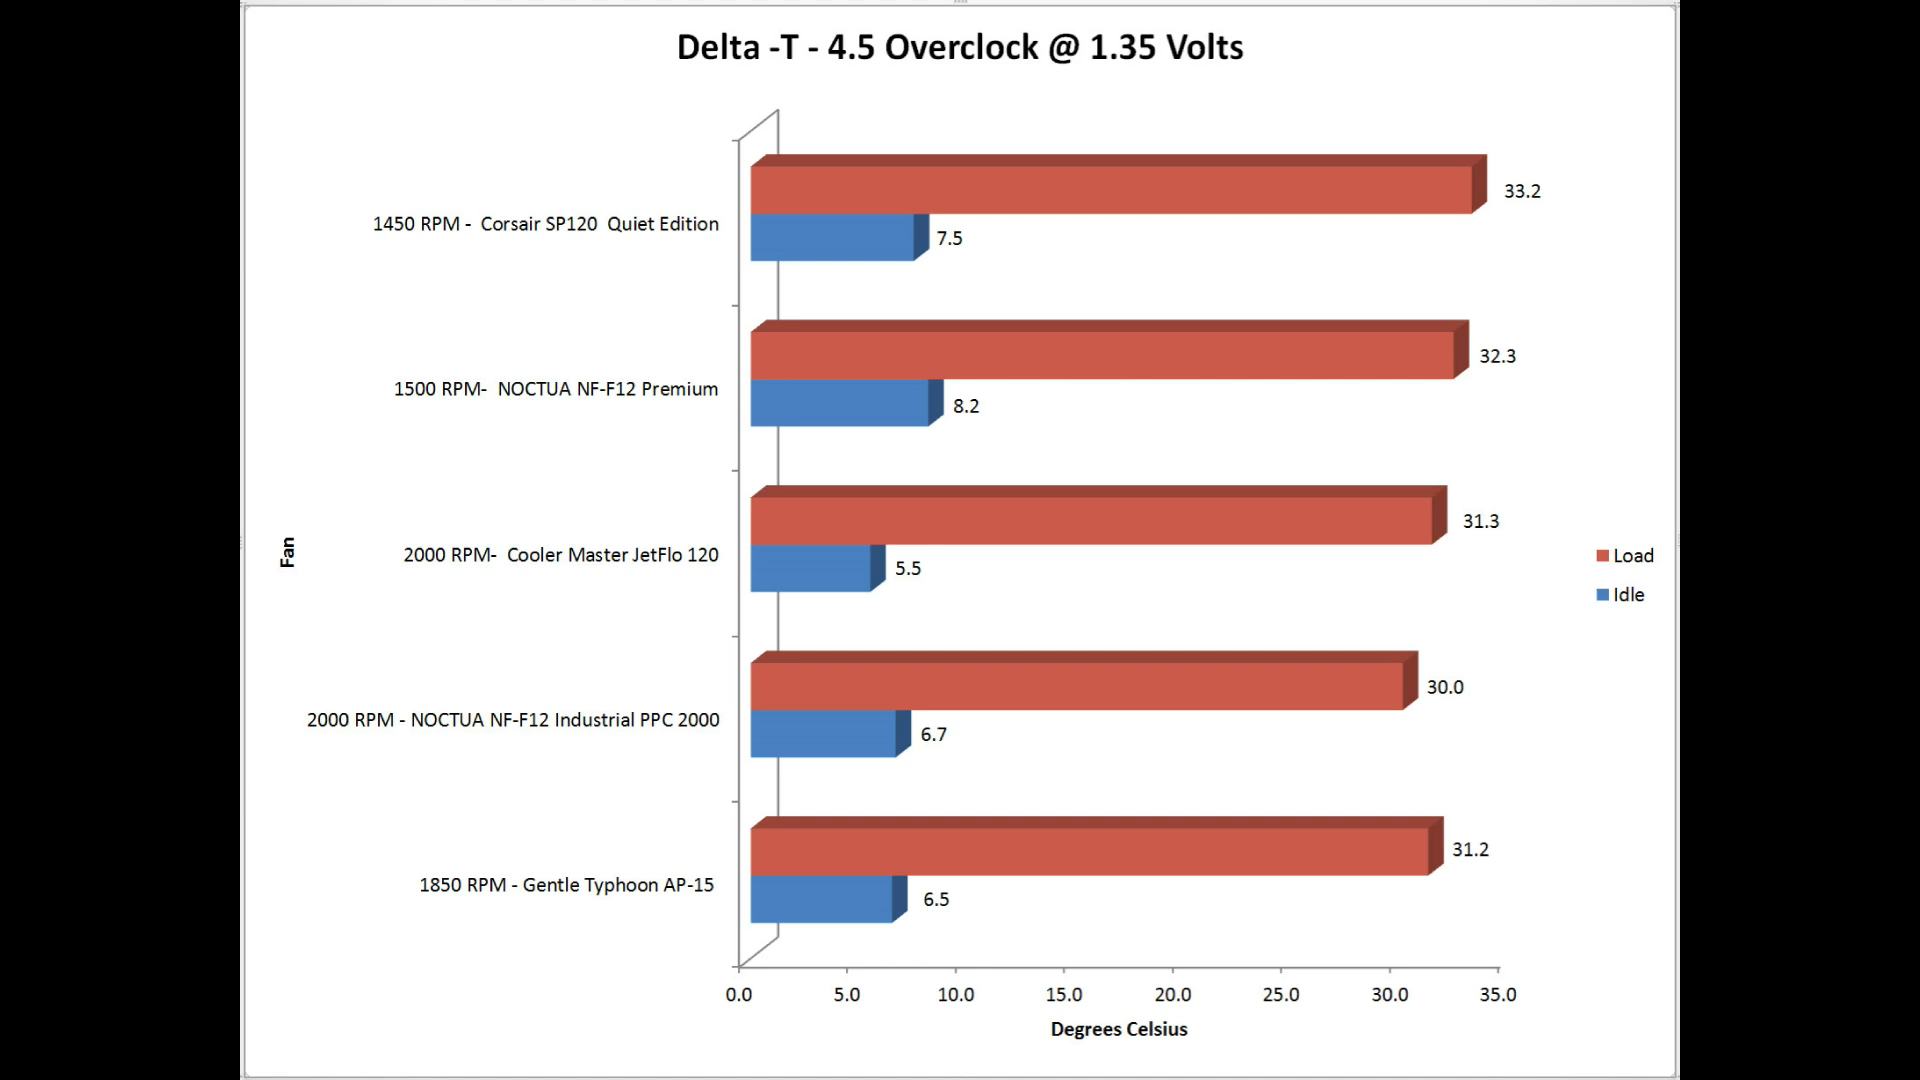 Delta -T - 4.5 Overclock @ 1.35 Volts
1450 RPM -  Corsair SP120  Quiet Edition
33.2
7.5
1500 RPM-  NOCTUA NF-F12 Premium
32.3
8.2
2000 RPM-  Cooler Master JetFlo 120
31.3
5.5
2000 RPM - NOCTUA NF-F12 Industrial PPC 2000
30.0
6.7
1850 RPM - Gentle Typhoon AP-15
31.2
6.5
Fan
Load
Idle
0.0 5.0 10.0 15.0 20.0 25.0 30.0 35.0
Degrees Celsius